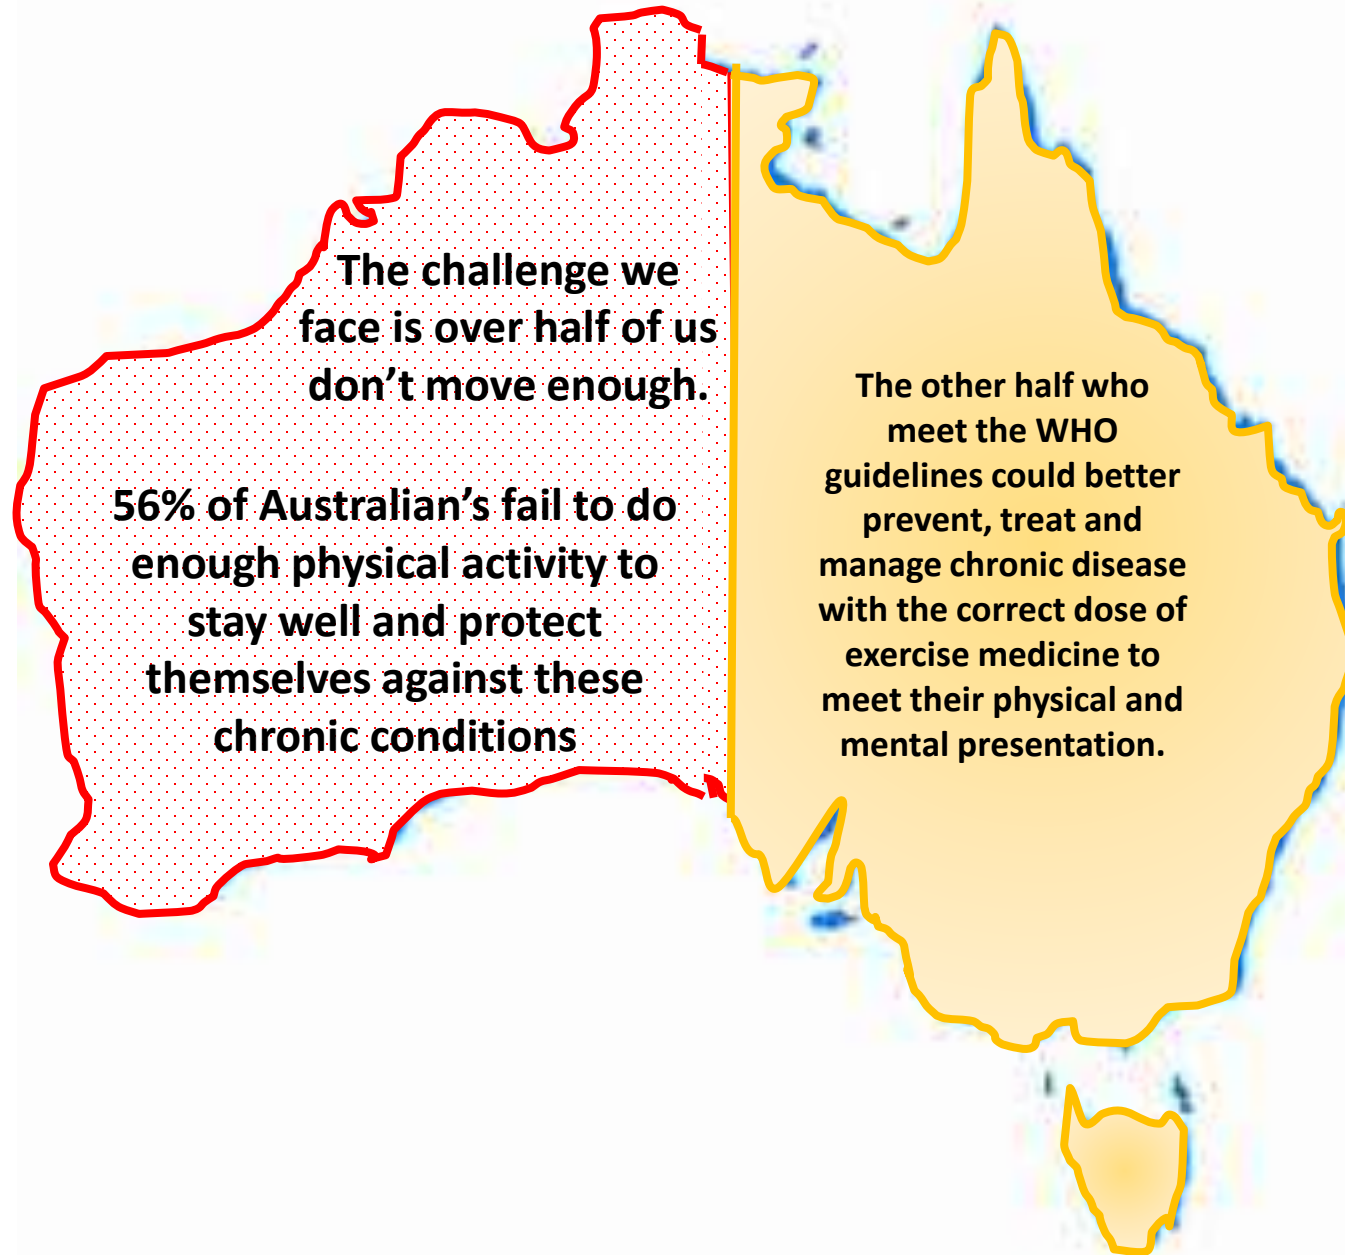 The challenge we
face is over half of us
don't move enough.
56% of Australian's fail to do
enough physical activity to
stay well and protect
themselves against these
chronic conditions
The other half who
meet the WHO
guidelines could better
prevent, treat and
manage chronic disease
with the correct dose of
exercise medicine to
meet their physical and
mental presentation.